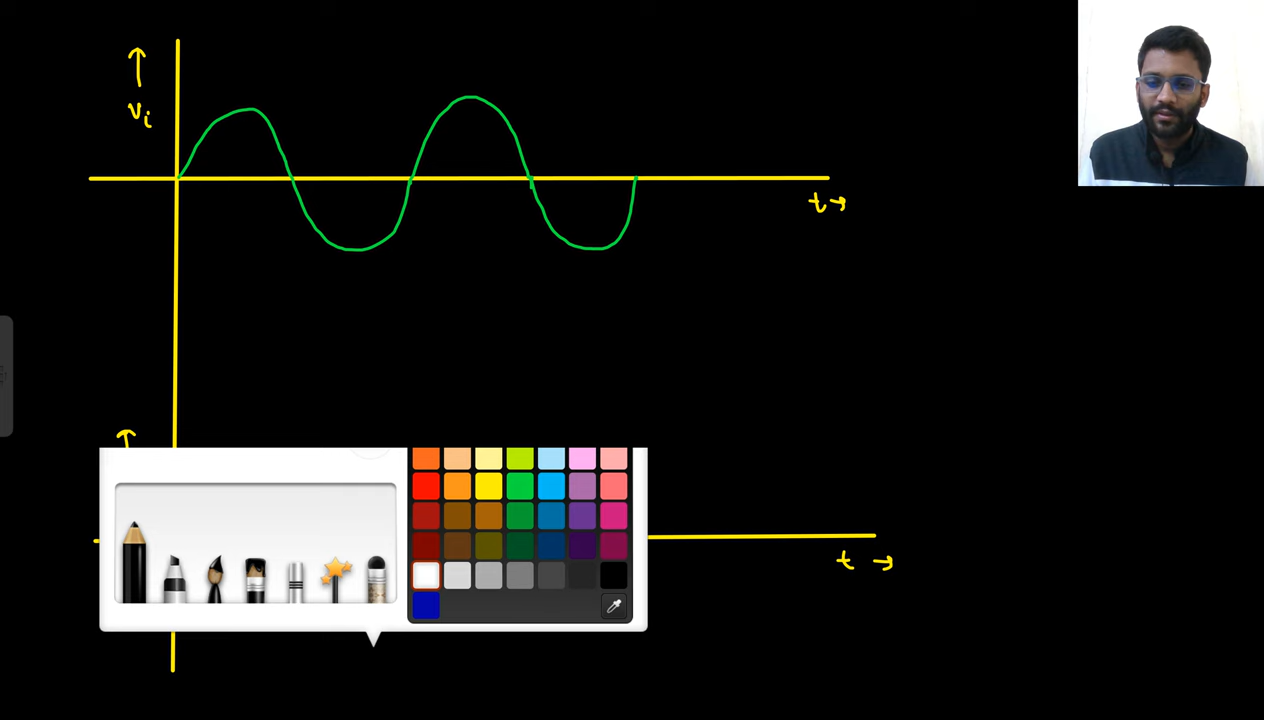 ↑
vᵢ
t →
↑
t →